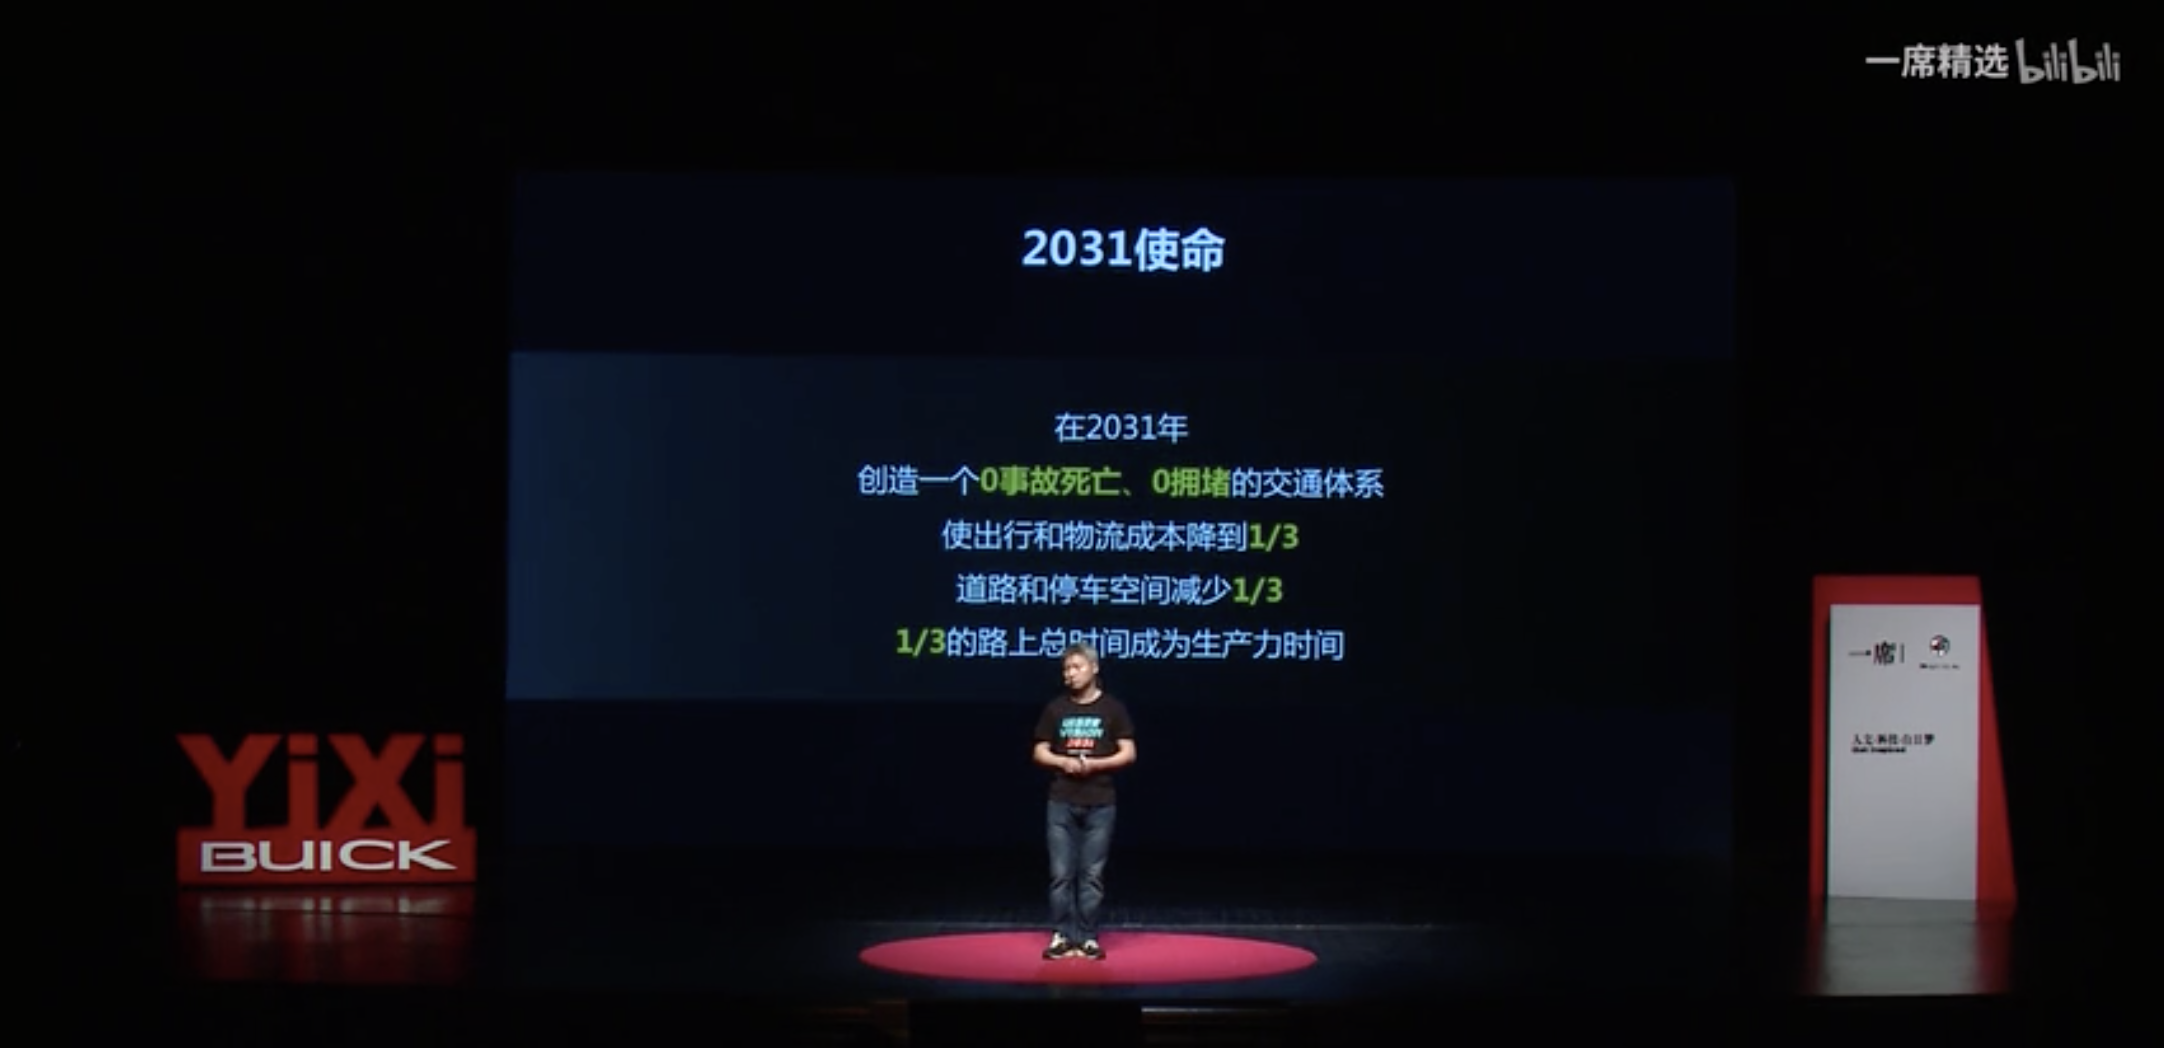 一席精选 bilibili
2031使命
在2031年
创造一个0事故死亡、0拥堵的交通体系
使出行和物流成本降到1/3
道路和停车空间减少1/3
1/3的路上总时间成为生产力时间
YiXi
BUICK
一席
人文·科技·白日梦